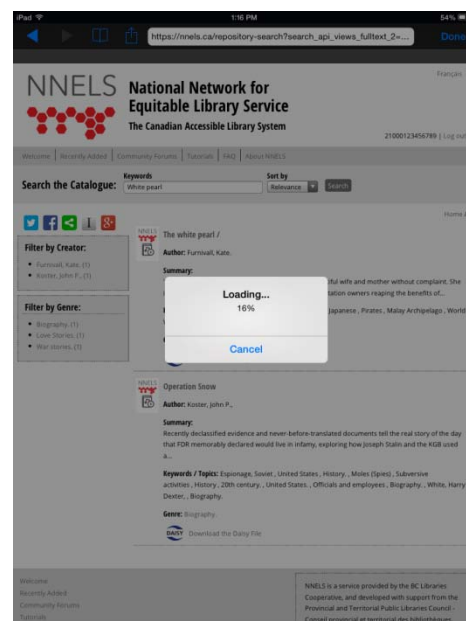 iPad
1:16 PM
54%
https://nnels.ca/repository-search?search_api_views_fulltext_2=...
Done
Français
NNELS
National Network for
Equitable Library Service
The Canadian Accessible Library System
21000123456789 | Log out
Welcome | Recently Added | Community Forums | Tutorials | FAQ | About NNELS
Search the Catalogue:
Keywords
White pearl
Sort by
Relevance
Search
Home
Filter by Creator:
Furnivall, Kate. (1)
Koster, John P., (1)
Filter by Genre:
Biography. (1)
Love Stories. (1)
War stories. (1)
NNELS
The white pearl /
Author: Furnivall, Kate.
Summary:
ful wife and mother without complaint. She
tation owners reaping the benefits of...
Japanese , Pirates , Malay Archipelago , World
Loading...
16%
Cancel
NNELS
Operation Snow
Author: Koster, John P.,
Summary:
Recently declassified evidence and never-before-translated documents tell the real story of the day
that FDR memorably declared would live in infamy, exploring how Joseph Stalin and the KGB used
a...
Keywords / Topics: Espionage, Soviet , United States , History. , Moles (Spies) , Subversive
activities , History , 20th century. , United States. , Officials and employees , Biography. , White, Harry
Dexter, , Biography.
Genre: Biography.
DAISY Download the Daisy File
Welcome
Recently Added
Community Forums
Tutorials
NNELS is a service provided by the BC Libraries
Cooperative, and developed with support from the
Provincial and Territorial Public Libraries Council -
Conseil provincial et territorial des bibliothèques